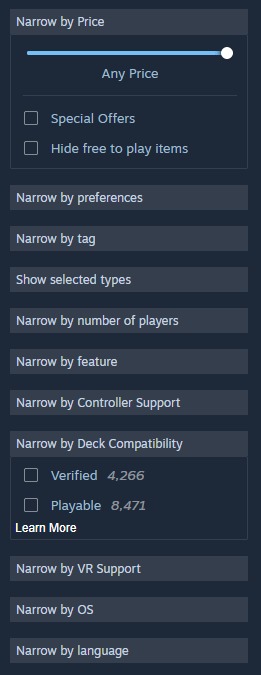 Narrow by Price
Any Price
Special Offers
Hide free to play items
Narrow by preferences
Narrow by tag
Show selected types
Narrow by number of players
Narrow by feature
Narrow by Controller Support
Narrow by Deck Compatibility
Verified 4,266
Playable 8,471
Learn More
Narrow by VR Support
Narrow by OS
Narrow by language